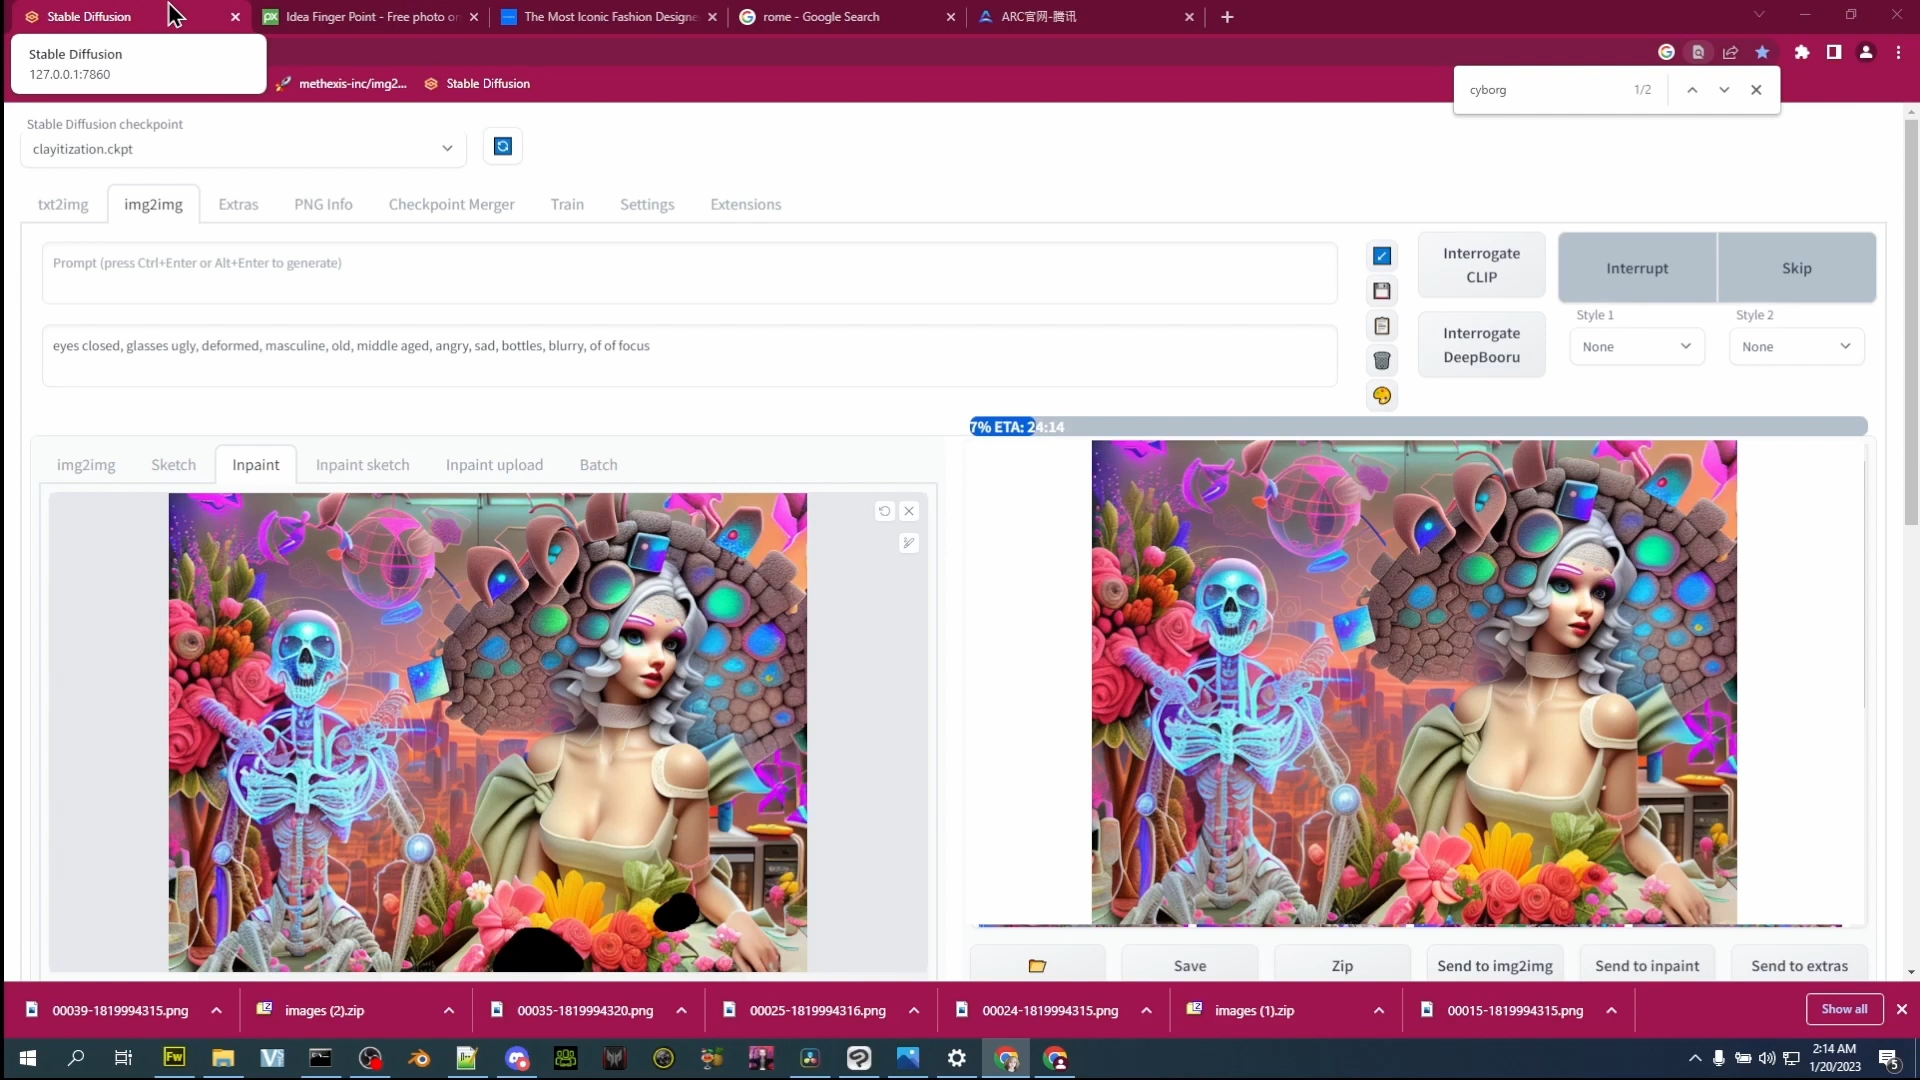 Stable Diffusion
Idea Finger Point - Free photo on
The Most Iconic Fashion Designe
rome - Google Search
ARC官网-腾讯
Stable Diffusion
127.0.0.1:7860
methexis-inc/img2...
Stable Diffusion
cyborg
1/2
Stable Diffusion checkpoint
clayitization.ckpt
txt2img
img2img
Extras
PNG Info
Checkpoint Merger
Train
Settings
Extensions
Prompt (press Ctrl+Enter or Alt+Enter to generate)
Interrogate
CLIP
Interrupt
Skip
Style 1
Style 2
eyes closed, glasses ugly, deformed, masculine, old, middle aged, angry, sad, bottles, blurry, of of focus
Interrogate
DeepBooru
None
None
7% ETA: 24:14
img2img
Sketch
Inpaint
Inpaint sketch
Inpaint upload
Batch
Save
Zip
Send to img2img
Send to inpaint
Send to extras
00039-1819994315.png
images (2).zip
00035-1819994320.png
00025-1819994316.png
00024-1819994315.png
images (1).zip
00015-1819994315.png
Show all
Fw
2:14 AM
1/20/2023
5